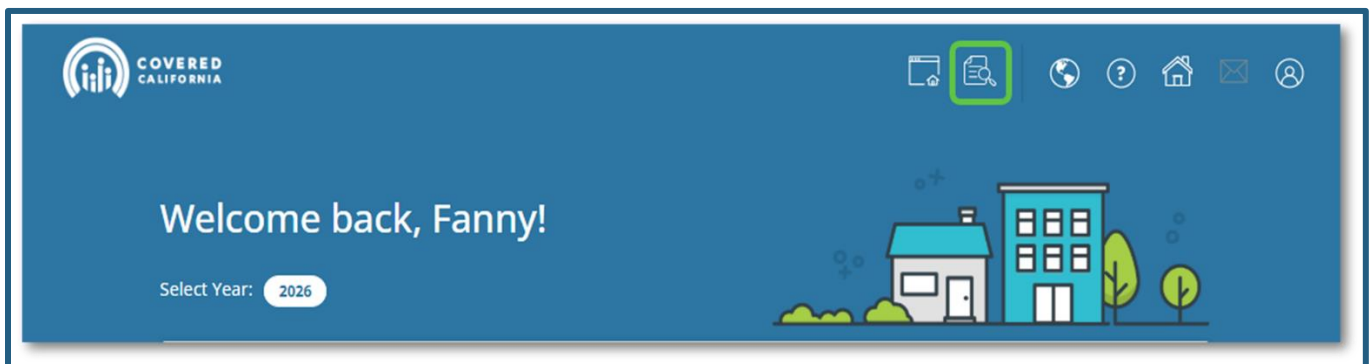 COVERED
CALIFORNIA
?
Welcome back, Fanny!
Select Year: 2026